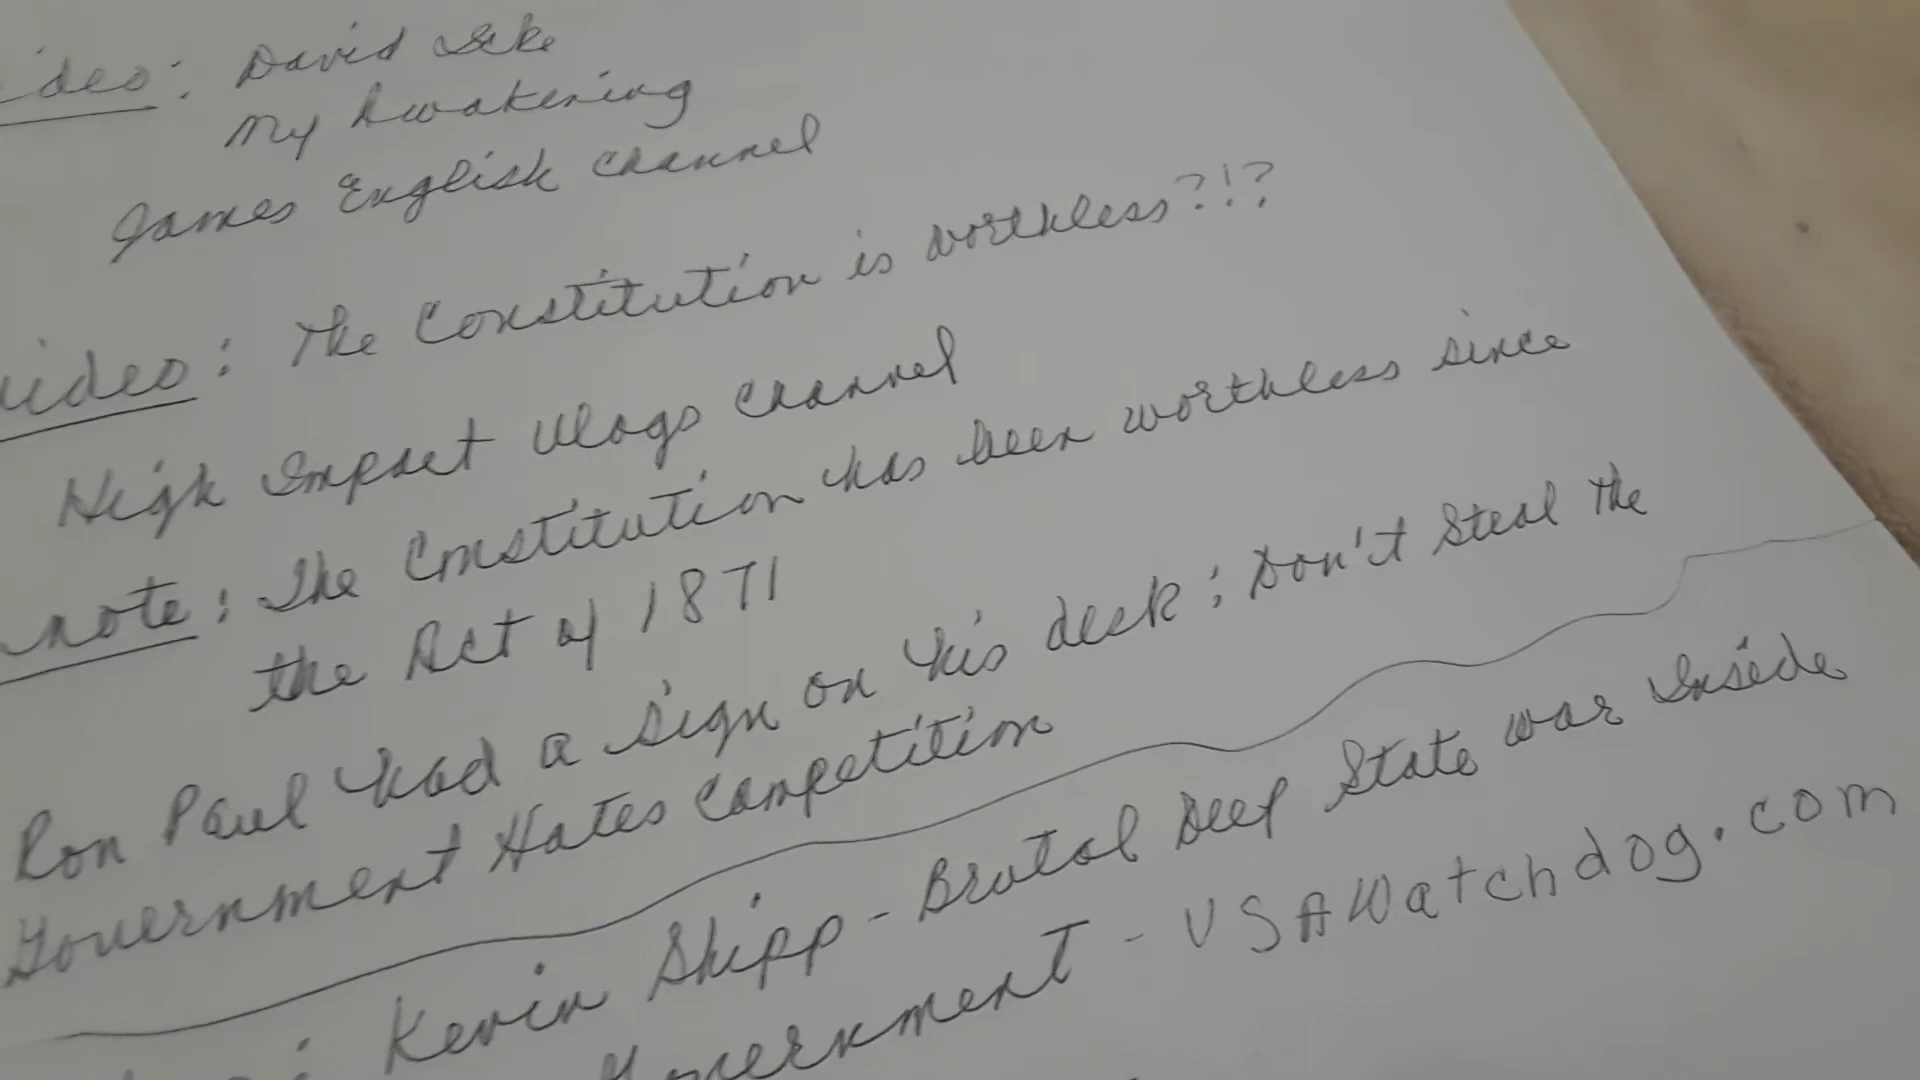 ideo: David Icke
My Awakening
James English Channel
video: The Constitution is worthless?!?
High Impact Vlogs Channel
note: The Constitution has been worthless since
the Act of 1871
Ron Paul had a sign on his desk: Don't Steal the
Government Hates Competition
: Kevin Shipp - Brutal Deep State War Inside
Government - USAWatchdog.com